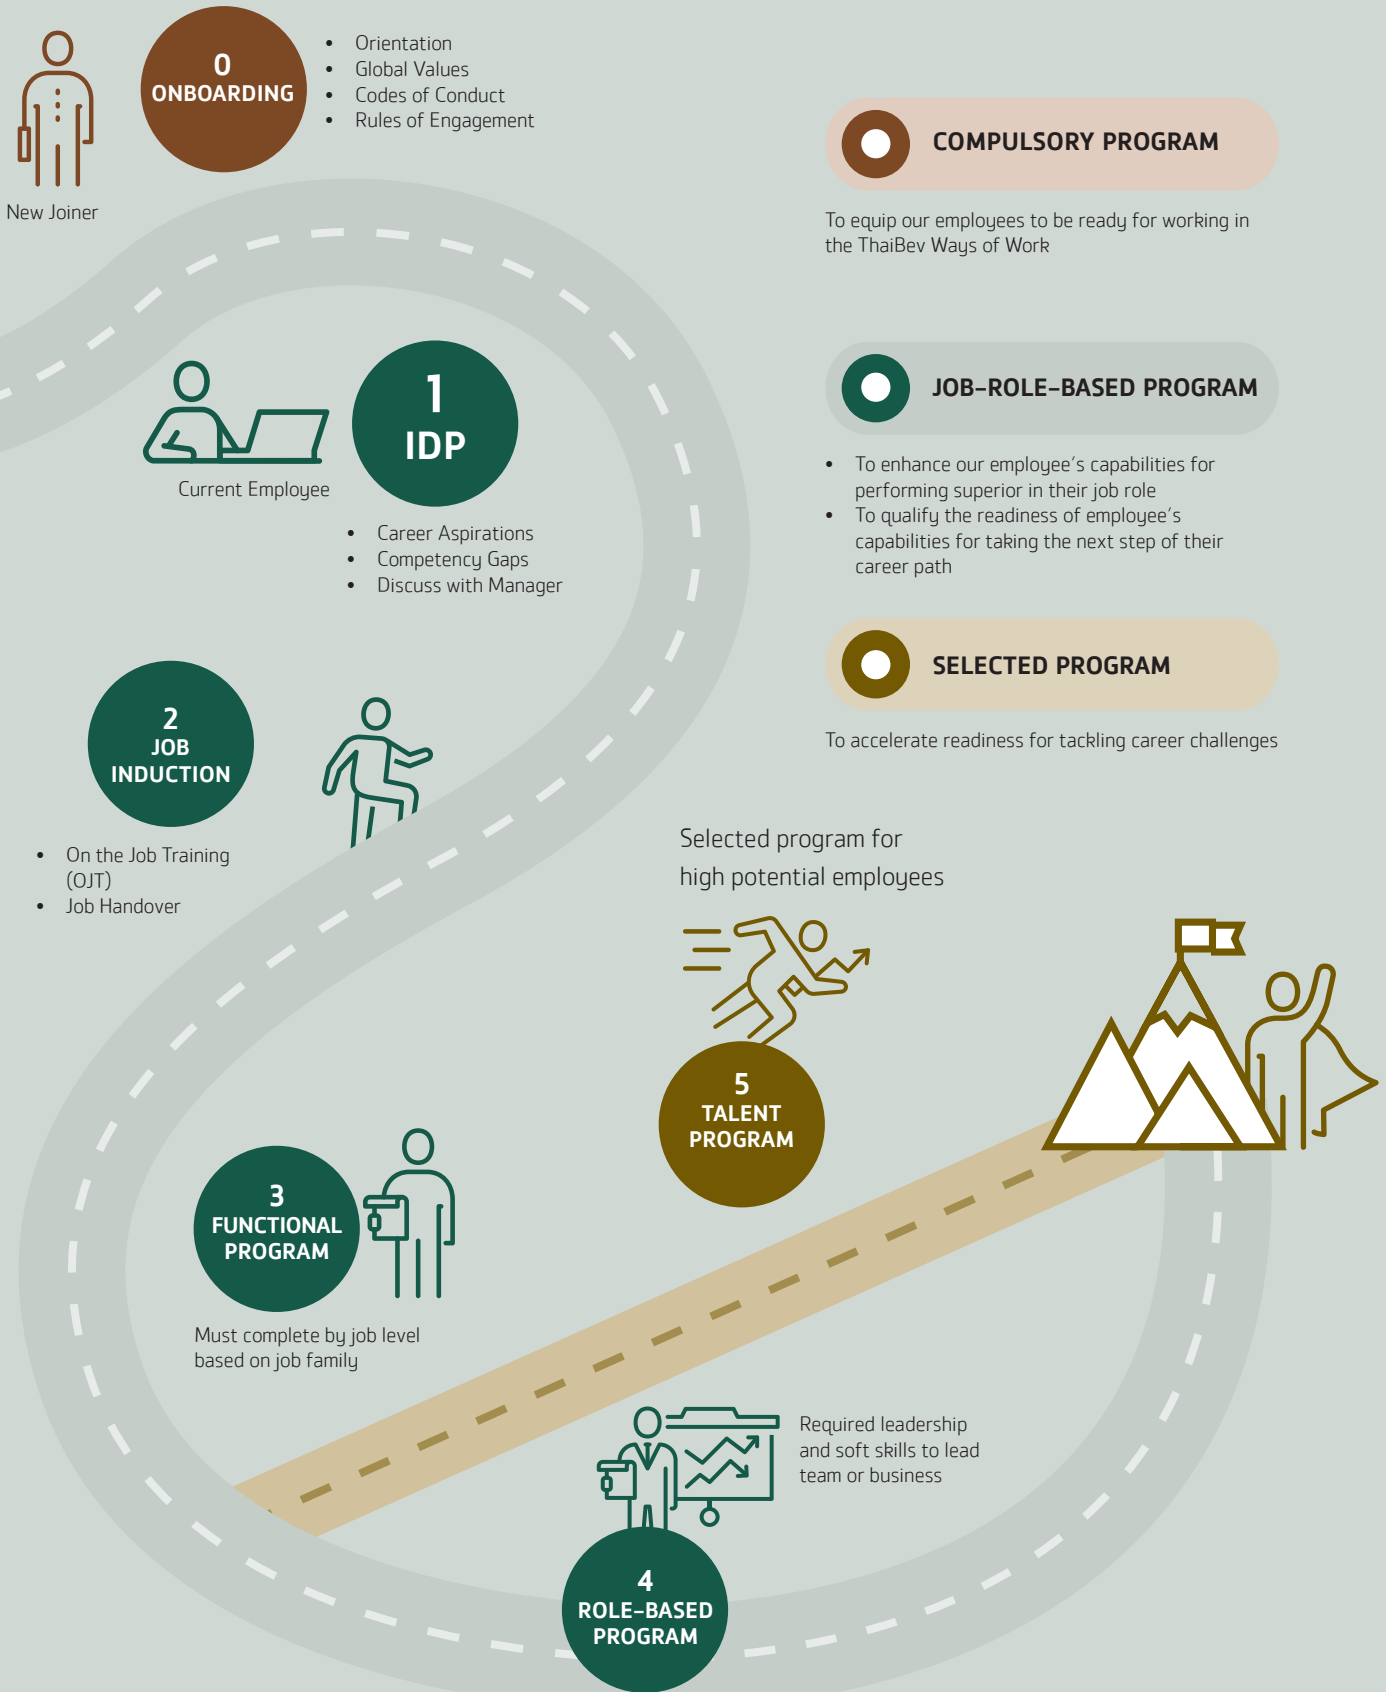 0
ONBOARDING
• Orientation
• Global Values
• Codes of Conduct
• Rules of Engagement
New Joiner
COMPULSORY PROGRAM
To equip our employees to be ready for working in
the ThaiBev Ways of Work
1
IDP
Current Employee
• Career Aspirations
• Competency Gaps
• Discuss with Manager
JOB-ROLE-BASED PROGRAM
• To enhance our employee's capabilities for
performing superior in their job role
• To qualify the readiness of employee's
capabilities for taking the next step of their
career path
SELECTED PROGRAM
To accelerate readiness for tackling career challenges
2
JOB
INDUCTION
• On the Job Training
(OJT)
• Job Handover
Selected program for
high potential employees
5
TALENT
PROGRAM
3
FUNCTIONAL
PROGRAM
Must complete by job level
based on job family
Required leadership
and soft skills to lead
team or business
4
ROLE-BASED
PROGRAM